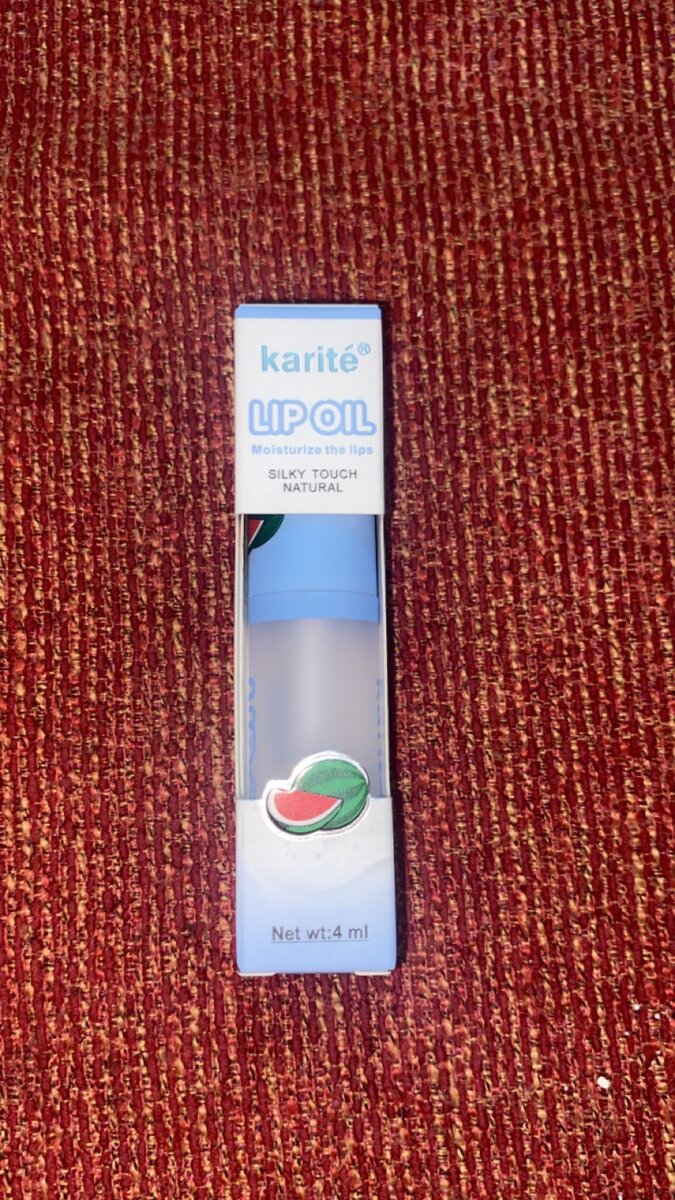 karité®
LIP OIL
Moisturize the lips
SILKY TOUCH
NATURAL
Net wt:4 ml